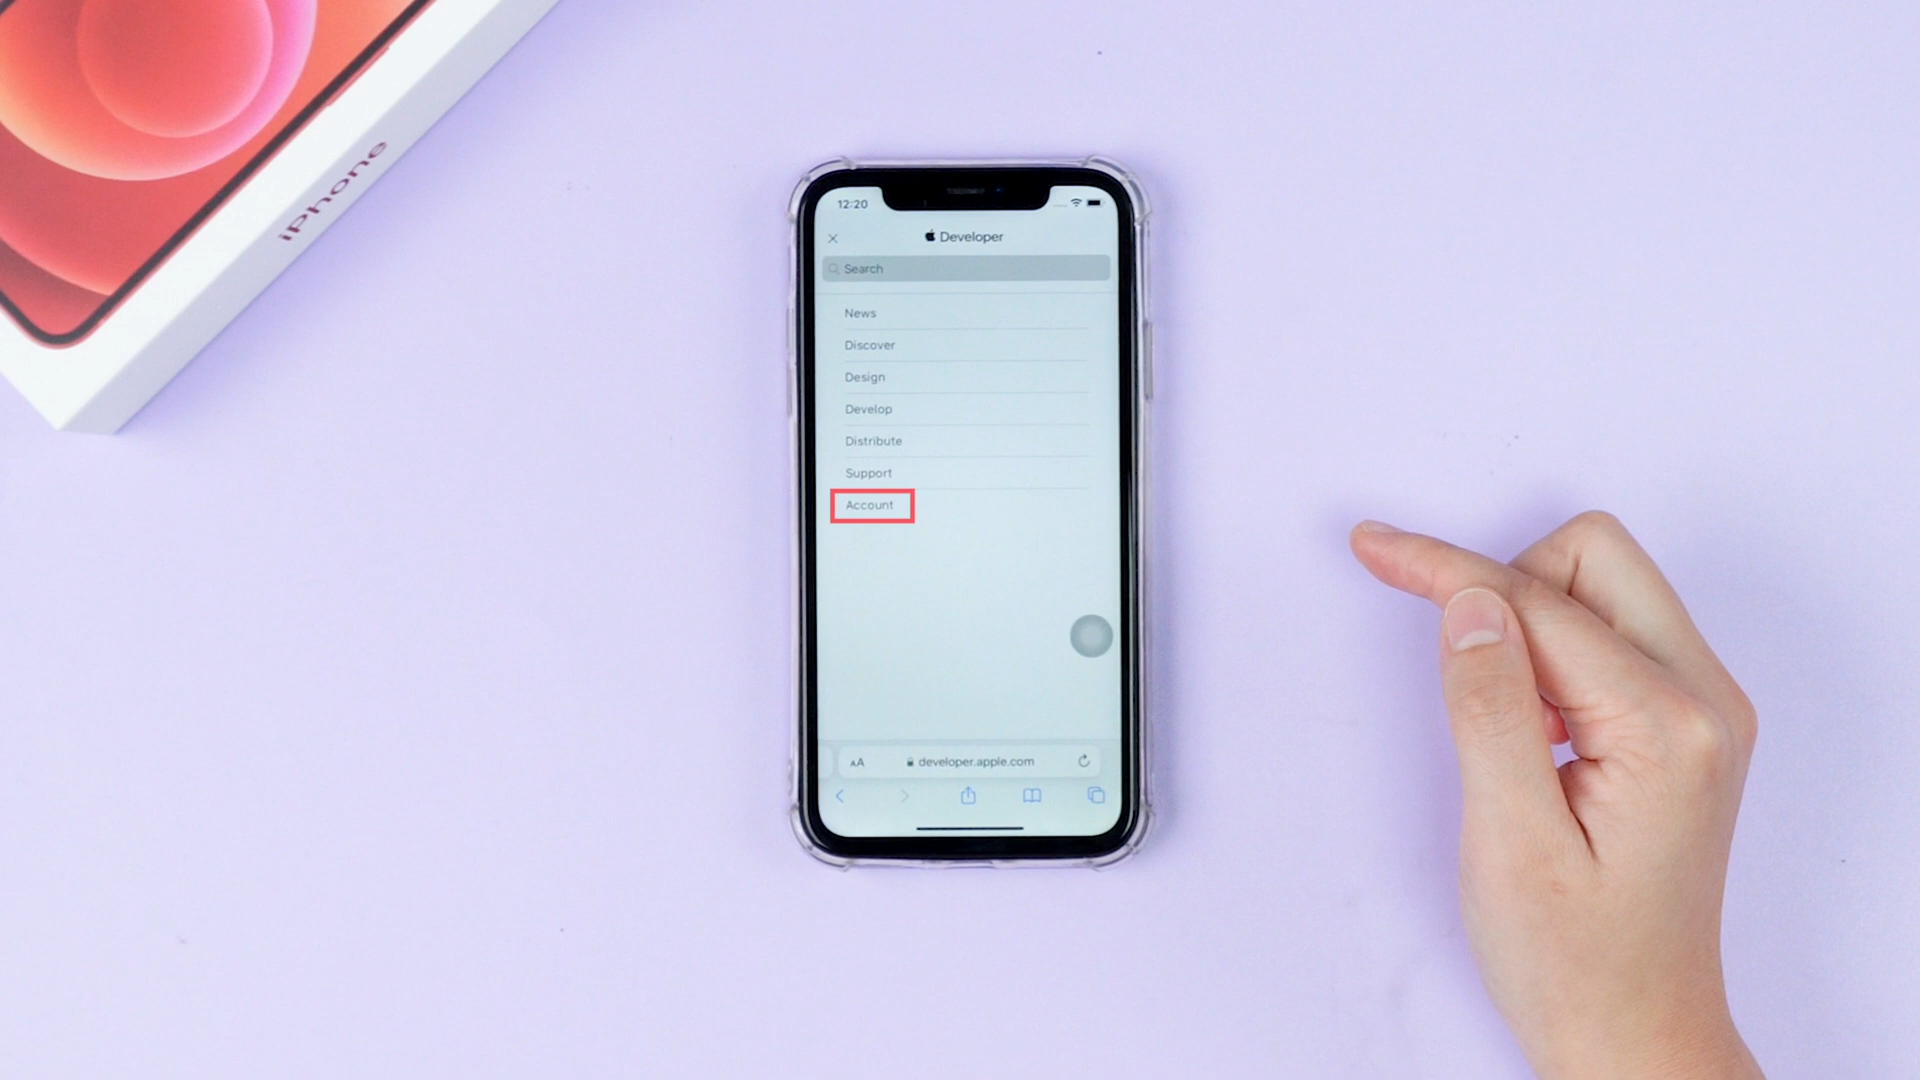 iPhone
12:20
Developer
Search
News
Discover
Design
Develop
Distribute
Support
Account
AA developer.apple.com